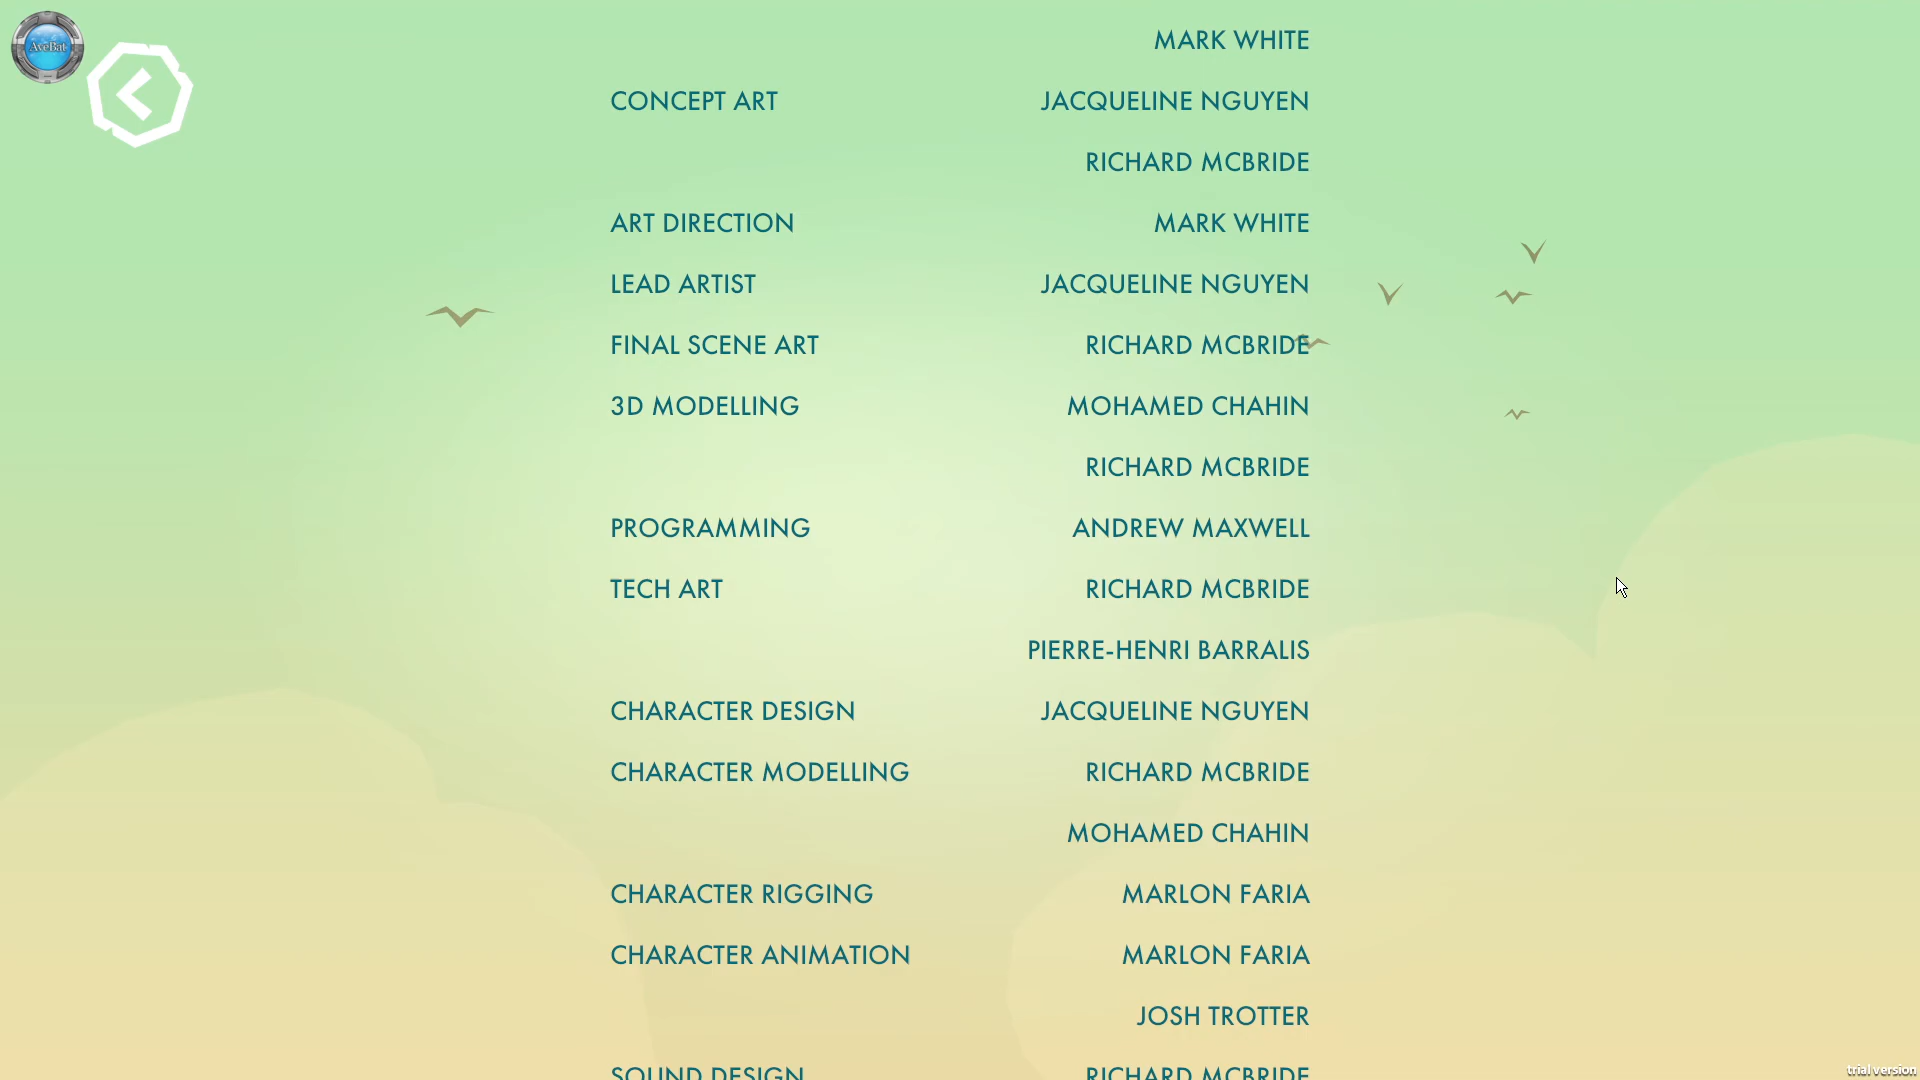 AveBat
MARK WHITE
CONCEPT ART JACQUELINE NGUYEN
RICHARD MCBRIDE
ART DIRECTION MARK WHITE
LEAD ARTIST JACQUELINE NGUYEN
FINAL SCENE ART RICHARD MCBRIDE
3D MODELLING MOHAMED CHAHIN
RICHARD MCBRIDE
PROGRAMMING ANDREW MAXWELL
TECH ART RICHARD MCBRIDE
PIERRE-HENRI BARRALIS
CHARACTER DESIGN JACQUELINE NGUYEN
CHARACTER MODELLING RICHARD MCBRIDE
MOHAMED CHAHIN
CHARACTER RIGGING MARLON FARIA
CHARACTER ANIMATION MARLON FARIA
JOSH TROTTER
SOUND DESIGN RICHARD MCBRIDE
trial version